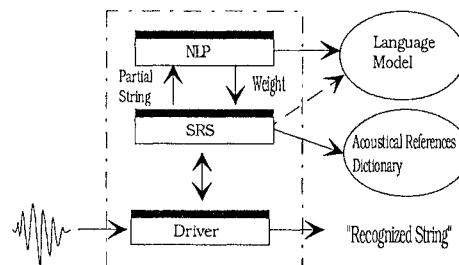 NLP
Language
Model
Partial
String
Weight
SRS
Acoustical References
Dictionary
Driver
"Recognized String"